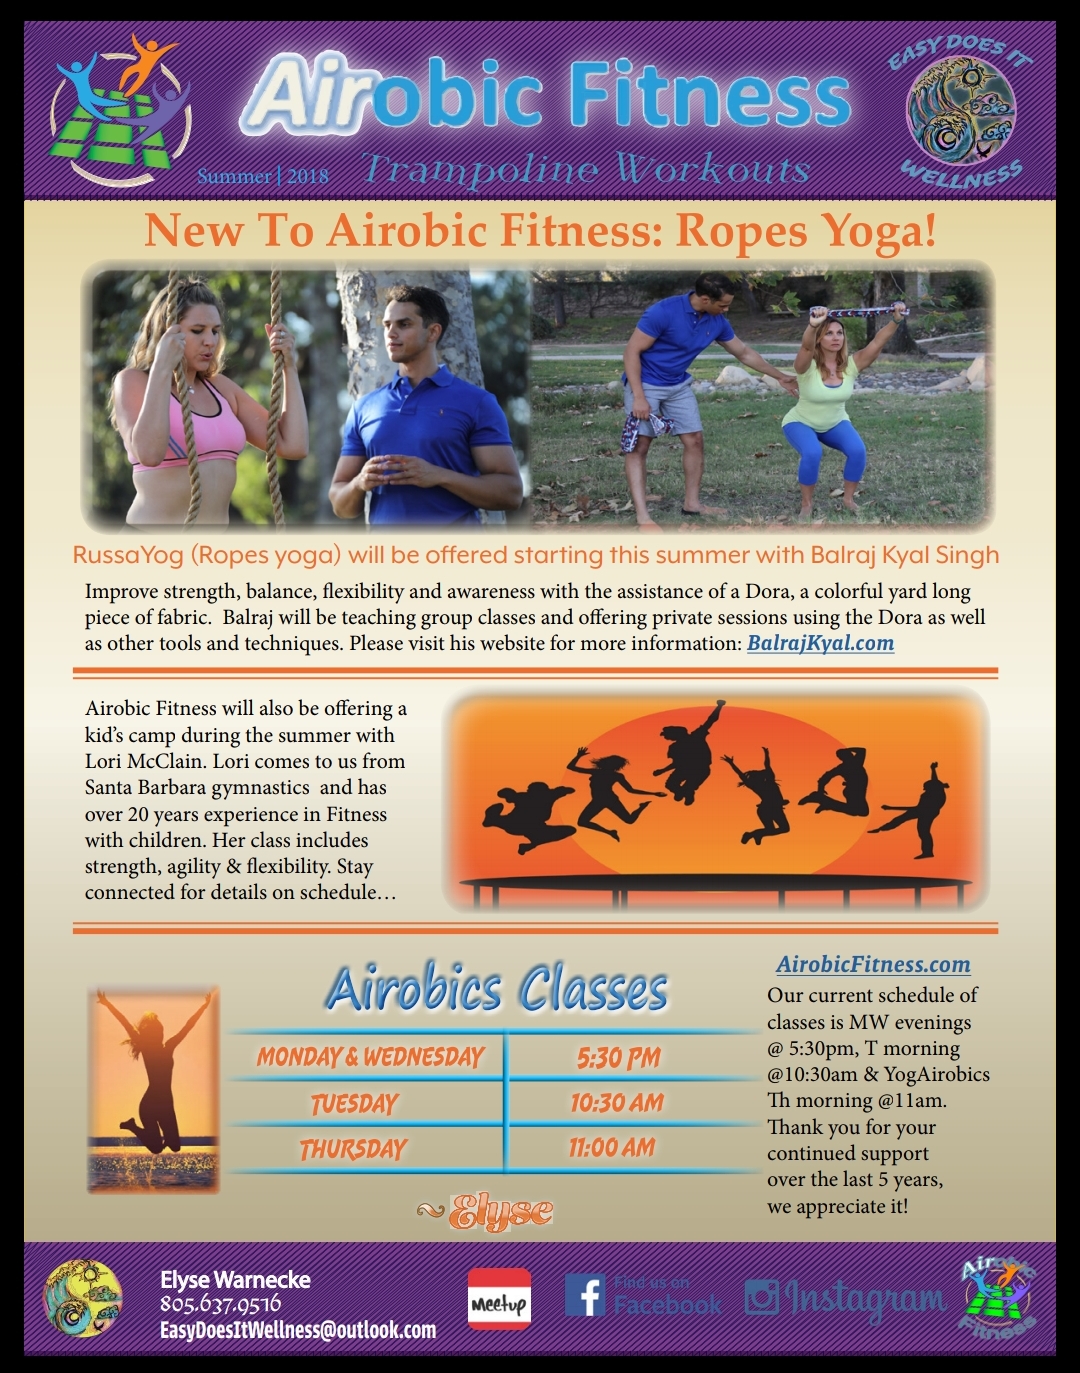 EASY DOES IT
WELLNESS
Airobic Fitness
Summer | 2018
Trampoline Workouts
New To Airobic Fitness: Ropes Yoga!
RussaYog (Ropes yoga) will be offered starting this summer with Balraj Kyal Singh
Improve strength, balance, flexibility and awareness with the assistance of a Dora, a colorful yard long
piece of fabric.  Balraj will be teaching group classes and offering private sessions using the Dora as well
as other tools and techniques. Please visit his website for more information: BalrajKyal.com
Airobic Fitness will also be offering a
kid's camp during the summer with
Lori McClain. Lori comes to us from
Santa Barbara gymnastics  and has
over 20 years experience in Fitness
with children. Her class includes
strength, agility & flexibility. Stay
connected for details on schedule…
Airobics Classes
MONDAY & WEDNESDAY 5:30 PM
TUESDAY 10:30 AM
THURSDAY 11:00 AM
~Elyse
AirobicFitness.com
Our current schedule of
classes is MW evenings
@ 5:30pm, T morning
@10:30am & YogAirobics
Th morning @11am.
Thank you for your
continued support
over the last 5 years,
we appreciate it!
Elyse Warnecke
805.637.9516
EasyDoesItWellness@outlook.com
Meetup
Find us on
Facebook
Instagram
Airobic
Fitness